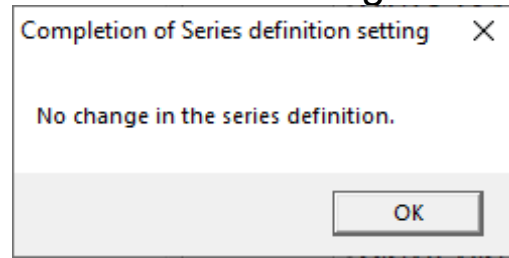 Completion of Series definition setting
No change in the series definition.
OK